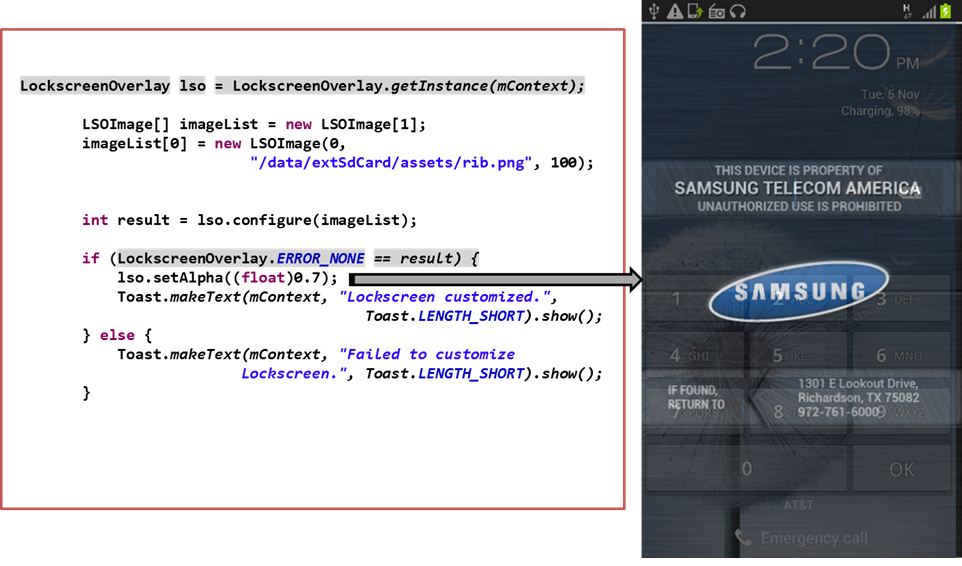 LockscreenOverlay lso = LockscreenOverlay.getInstance(mContext);
LSOImage[] imageList = new LSOImage[1];
imageList[0] = new LSOImage(0,
"/data/extSdCard/assets/rib.png", 100);
int result = lso.configure(imageList);
if (LockscreenOverlay.ERROR_NONE == result) {
lso.setAlpha((float)0.7);
Toast.makeText(mContext, "Lockscreen customized.",
Toast.LENGTH_SHORT).show();
} else {
Toast.makeText(mContext, "Failed to customize
Lockscreen.", Toast.LENGTH_SHORT).show();
}
H
2:20 PM
Tue, 6 Nov
Charging, 98%
THIS DEVICE IS PROPERTY OF
SAMSUNG TELECOM AMERICA
UNAUTHORIZED USE IS PROHIBITED
SAMSUNG
1 2 3 DEF
4 GHI 5 JKL 6 MNO
IF FOUND,
RETURN TO
1301 E Lookout Drive,
Richardson, TX 75082
972-761-6000
7 PQRS 8 9 WXYZ
0 OK
AT&T
Emergency call